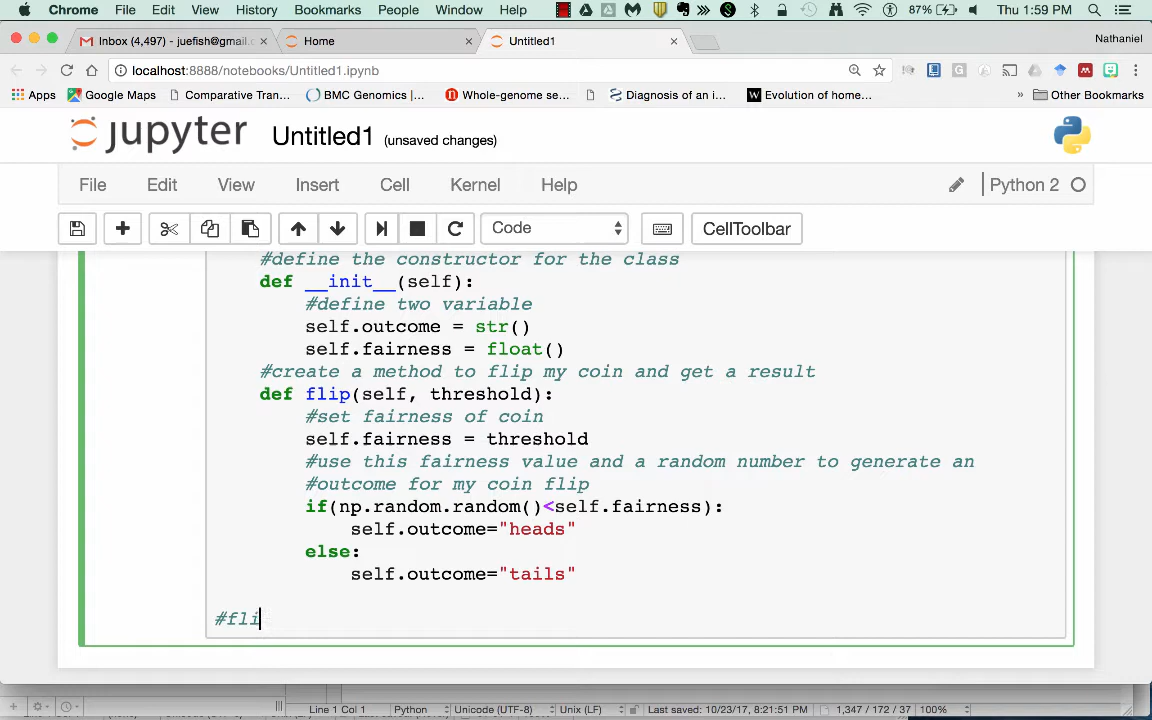 Chrome File Edit View History Bookmarks People Window Help 87% Thu 1:59 PM
Inbox (4,497) - juefish@gmail.c
Home
Untitled1
Nathaniel
localhost:8888/notebooks/Untitled1.ipynb
Apps Google Maps Comparative Tran... BMC Genomics |... Whole-genome se... Diagnosis of an i... Evolution of home... » Other Bookmarks
jupyter Untitled1 (unsaved changes)
File Edit View Insert Cell Kernel Help Python 2
Code CellToolbar
#define the constructor for the class
def __init__(self):
#define two variable
self.outcome = str()
self.fairness = float()
#create a method to flip my coin and get a result
def flip(self, threshold):
#set fairness of coin
self.fairness = threshold
#use this fairness value and a random number to generate an
#outcome for my coin flip
if(np.random.random()<self.fairness):
self.outcome="heads"
else:
self.outcome="tails"
#fli
Line 1 Col 1 Python Unicode (UTF-8) Unix (LF) Last saved: 10/23/17, 8:21:51 PM 1,347 / 172 / 37 100%